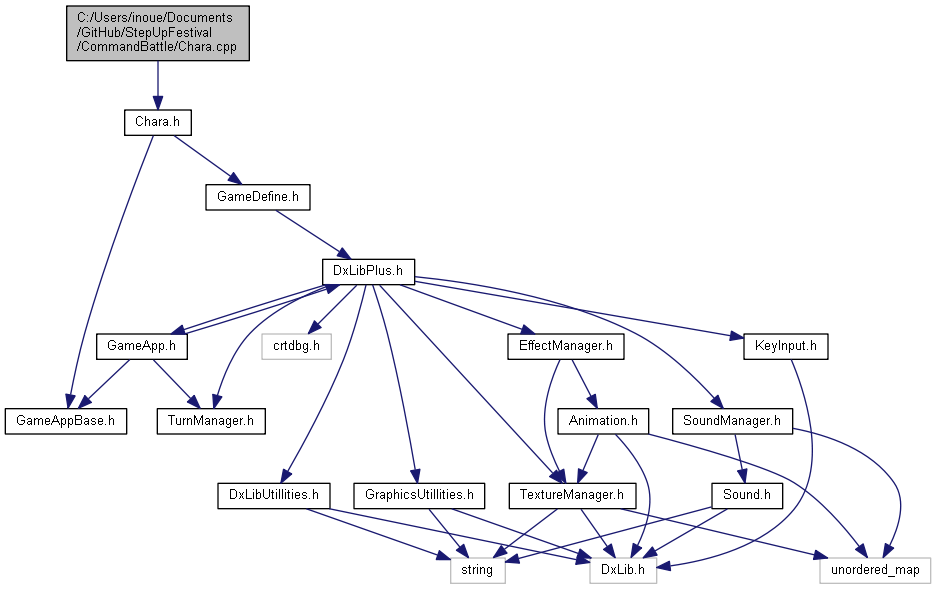 C:/Users/inoue/Documents
/GitHub/StepUpFestival
/CommandBattle/Chara.cpp
Chara.h
GameDefine.h
DxLibPlus.h
GameApp.h
crtdbg.h
EffectManager.h
KeyInput.h
GameAppBase.h
TurnManager.h
Animation.h
SoundManager.h
DxLibUtillities.h
GraphicsUtillities.h
TextureManager.h
Sound.h
string
DxLib.h
unordered_map